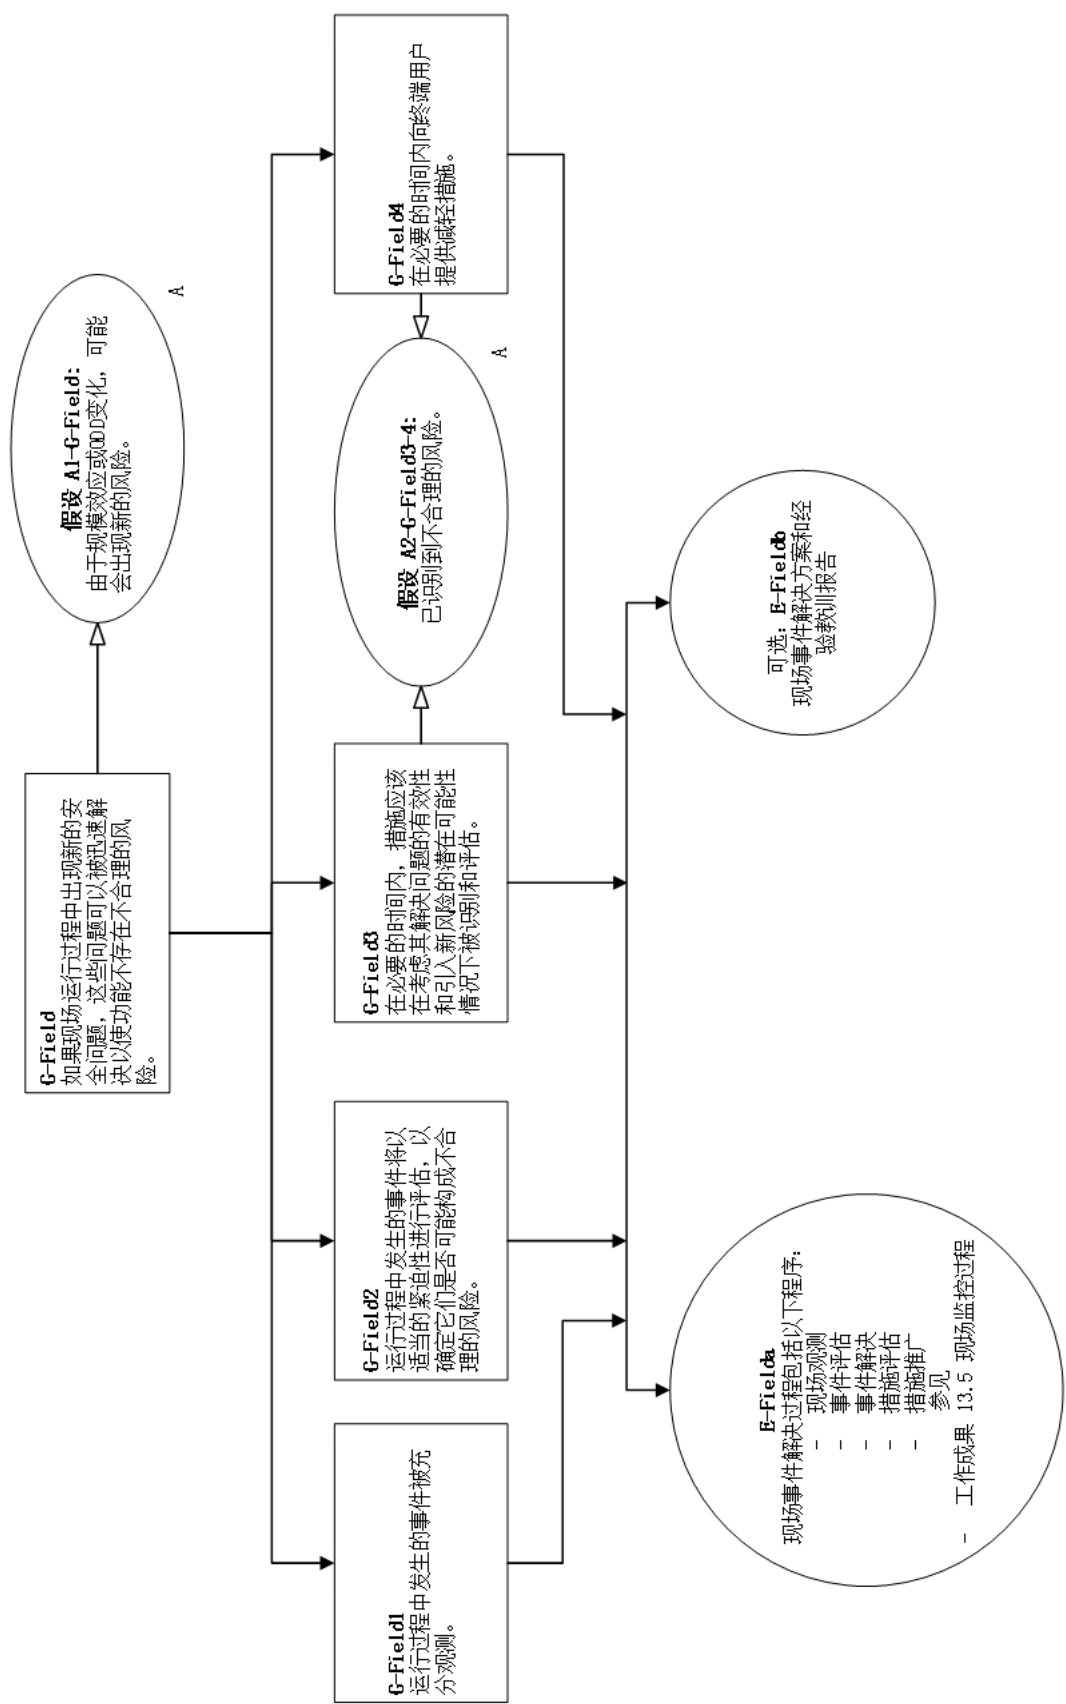 G-Field
如果现场运行过程中出现新的安
全问题，这些问题可以被迅速解
决以使功能不存在不合理的风
险。
假设 A1-G-Field:
由于规模效应或ODD变化，可能
会出现新的风险。
A
G-Field1
运行过程中发生的事件被充
分观测。
G-Field2
运行过程中发生的事件将以
适当的紧迫性进行评估，以
确定它们是否可能构成不合
理的风险。
G-Field3
在必要的时间内，措施应该
在考虑其解决问题的有效性
和引入新风险的潜在可能性
情况下被识别和评估。
假设 A2-G-Field3-4:
已识别到不合理的风险。
A
G-Field4
在必要的时间内向终端用户
提供减轻措施。
E-Fielda
现场事件解决过程包括以下程序:
- 现场观测
- 事件评估
- 事件解决
- 措施评估
- 措施推广
参见
- 工作成果 13.5 现场监控过程
可选: E-Fieldb
现场事件解决方案和经
验教训报告